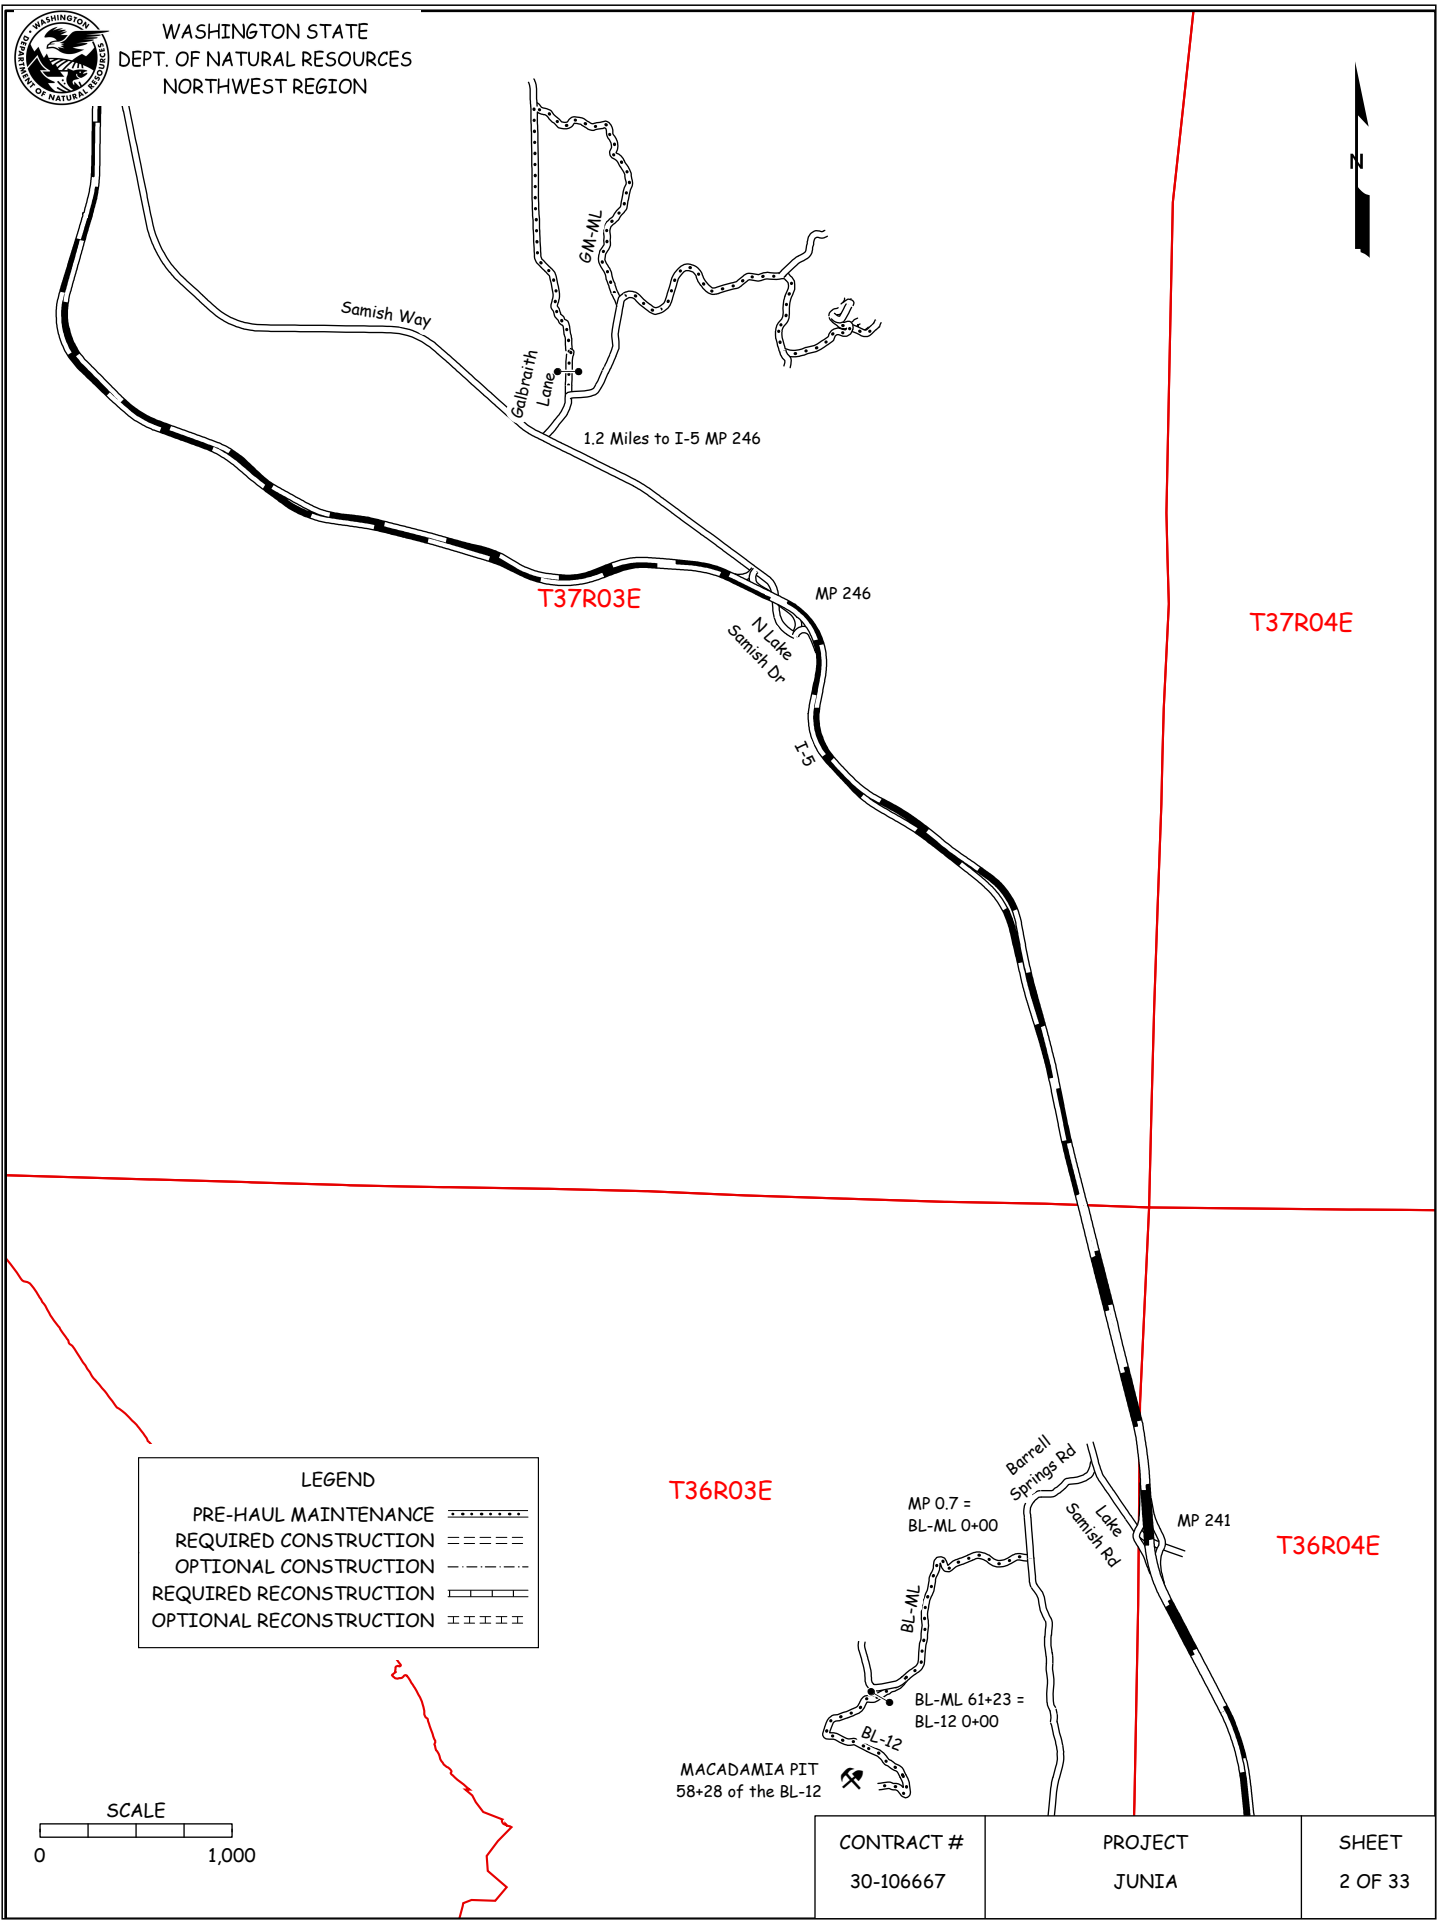 WASHINGTON STATE
DEPT. OF NATURAL RESOURCES
NORTHWEST REGION
WASHINGTON
DEPARTMENT OF NATURAL RESOURCES
N
GM-ML
Samish Way
Galbraith
Lane
1.2 Miles to I-5 MP 246
T37R03E
MP 246
T37R04E
N Lake
Samish Dr
I-5
LEGEND
PRE-HAUL MAINTENANCE
REQUIRED CONSTRUCTION
OPTIONAL CONSTRUCTION
REQUIRED RECONSTRUCTION
OPTIONAL RECONSTRUCTION
T36R03E
Barrell
Springs Rd
MP 0.7 =
BL-ML 0+00
Lake
Samish Rd
MP 241
T36R04E
BL-ML
BL-ML 61+23 =
BL-12 0+00
BL-12
MACADAMIA PIT
58+28 of the BL-12
SCALE
0 1,000
CONTRACT #
30-106667
PROJECT
JUNIA
SHEET
2 OF 33